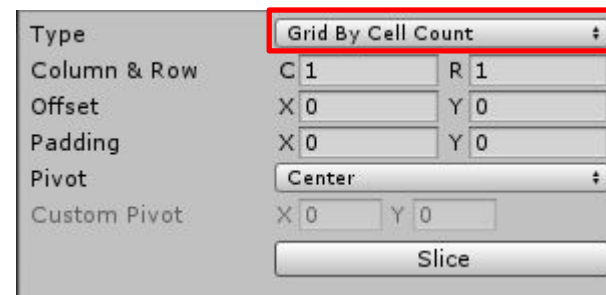 Type Grid By Cell Count
Column & Row C 1 R 1
Offset X 0 Y 0
Padding X 0 Y 0
Pivot Center
Custom Pivot X 0 Y 0
Slice